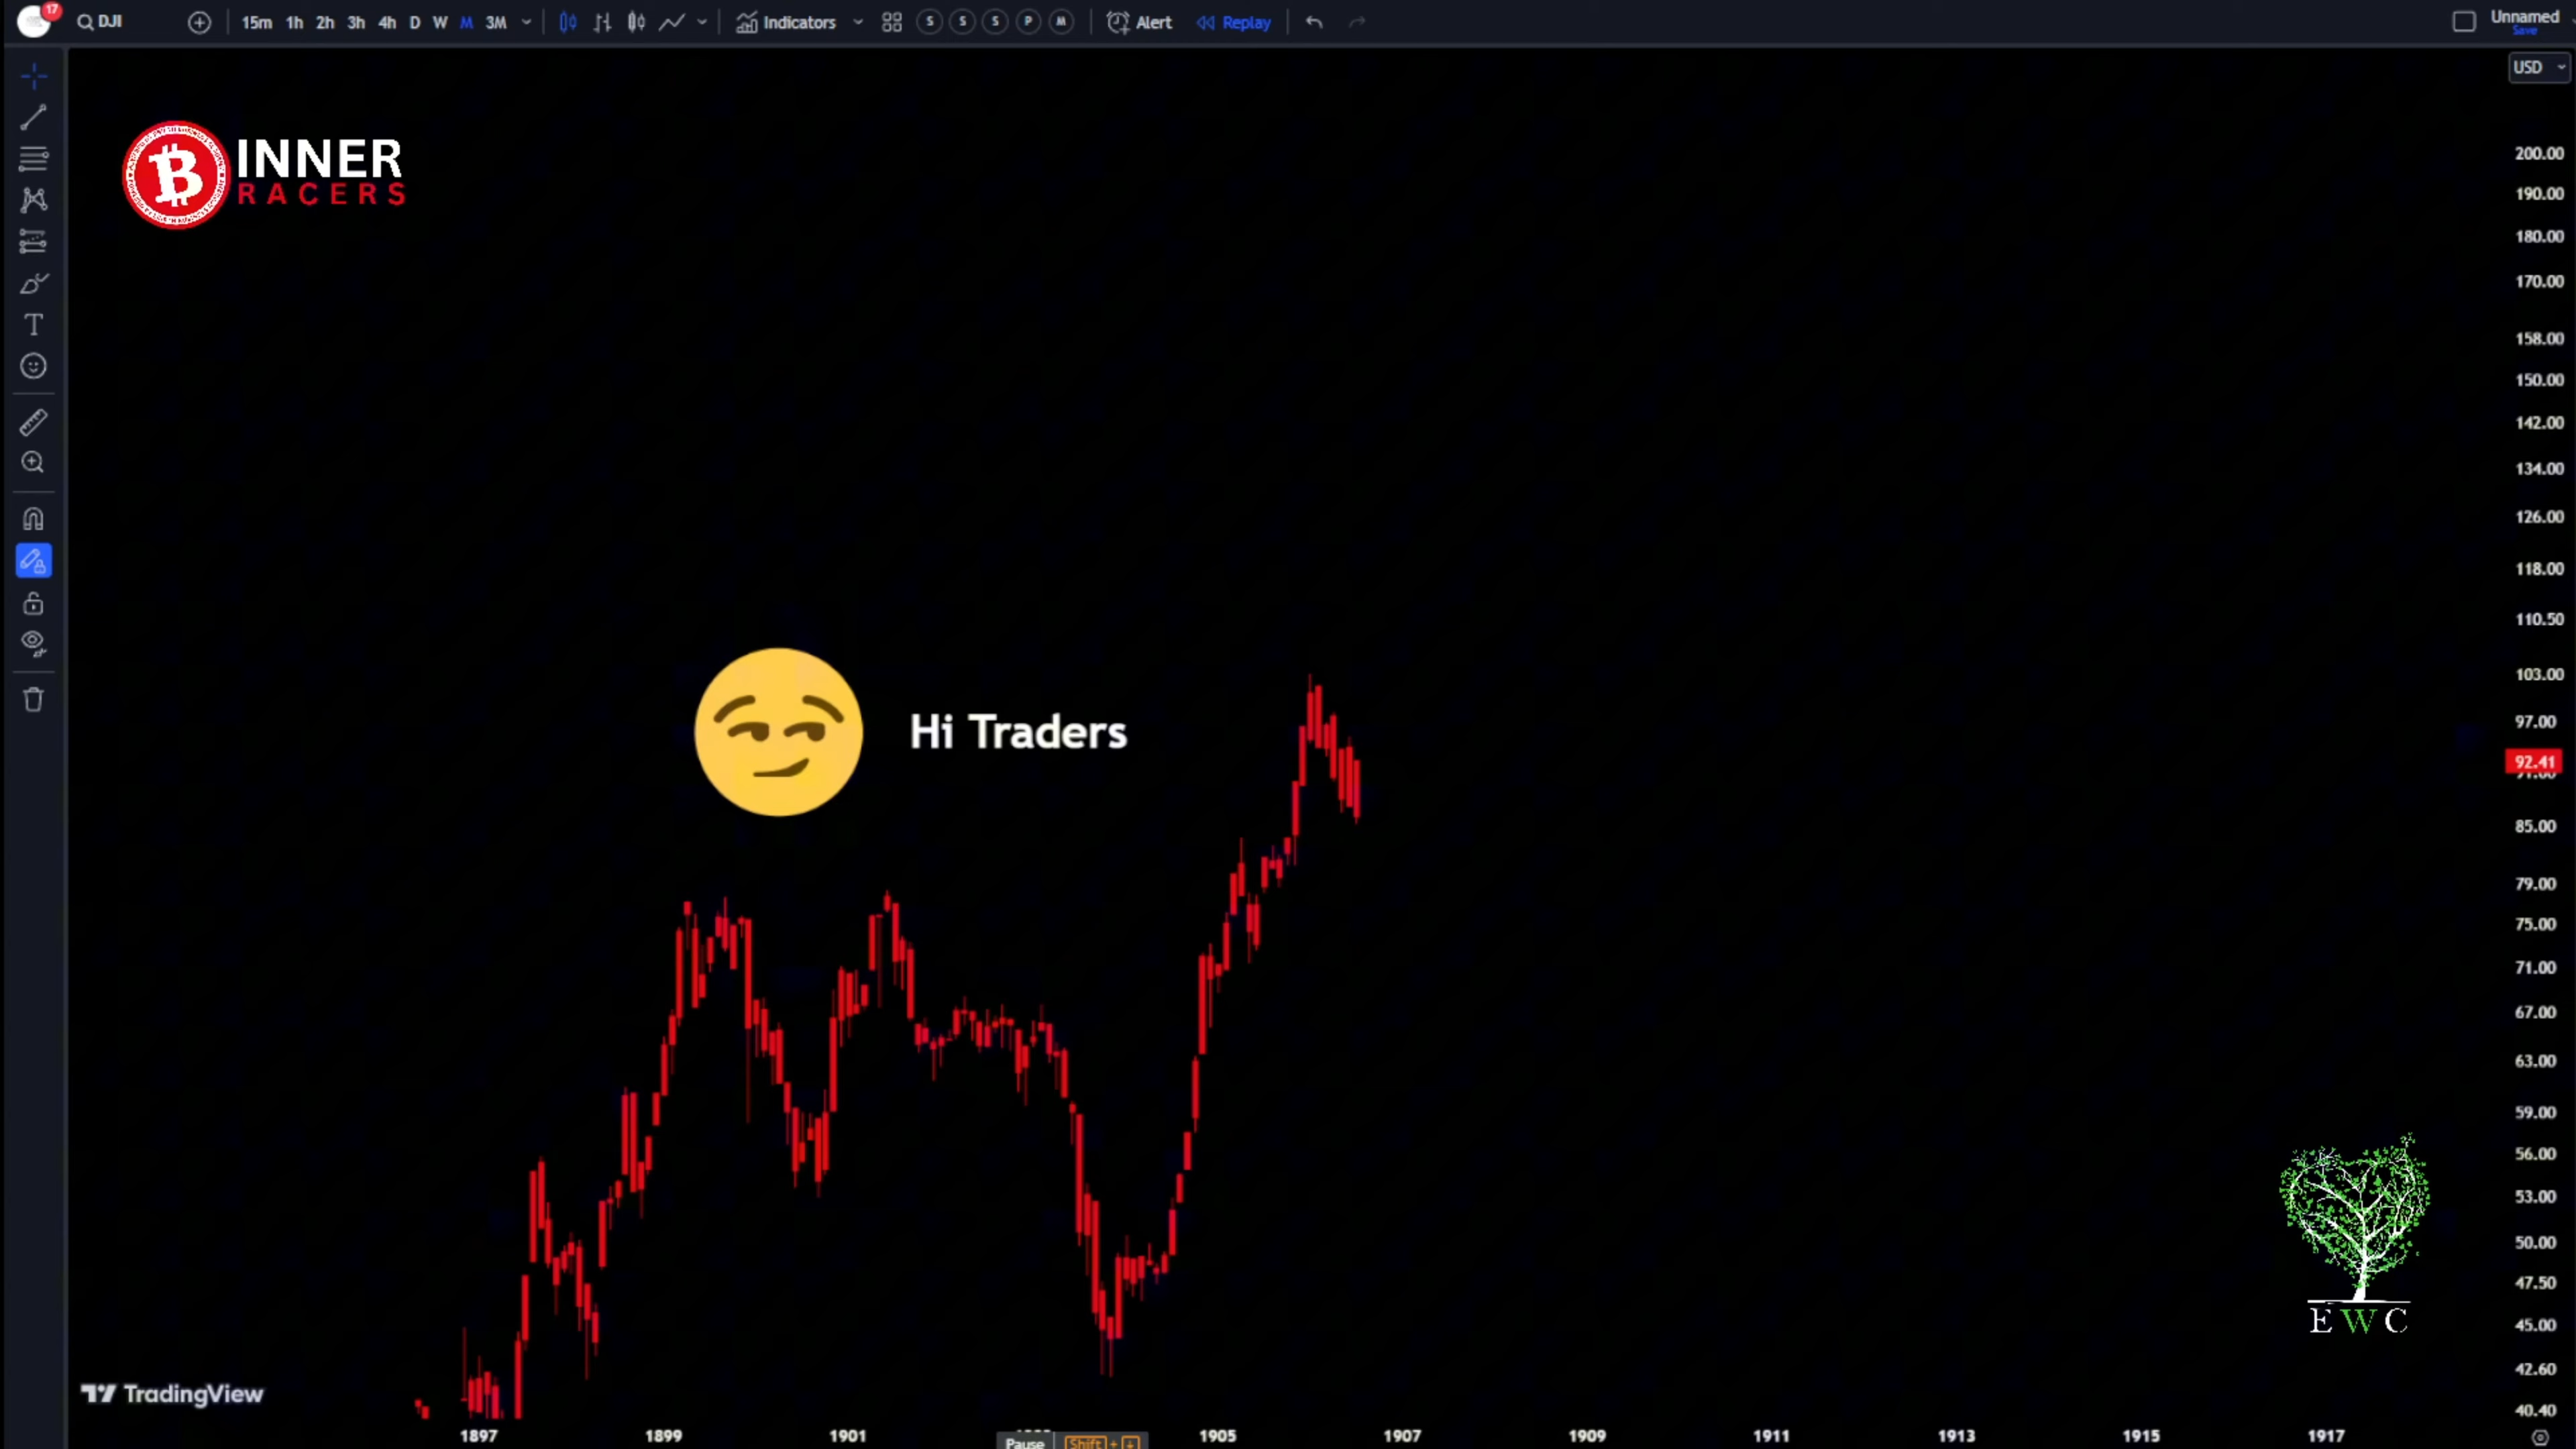 17
DJI
15m 1h 2h 3h 4h D W M 3M
Indicators
S S S P M
Alert
Replay
Unnamed
Save
USD
INNER
RACERS
200.00
190.00
180.00
170.00
158.00
150.00
142.00
134.00
126.00
118.00
110.50
103.00
97.00
92.41
85.00
79.00
75.00
71.00
67.00
63.00
59.00
56.00
53.00
50.00
47.50
45.00
42.60
40.40
Hi Traders
EWC
TradingView
1897 1899 1901 1905 1907 1909 1911 1913 1915 1917
Pause Shift + ↓